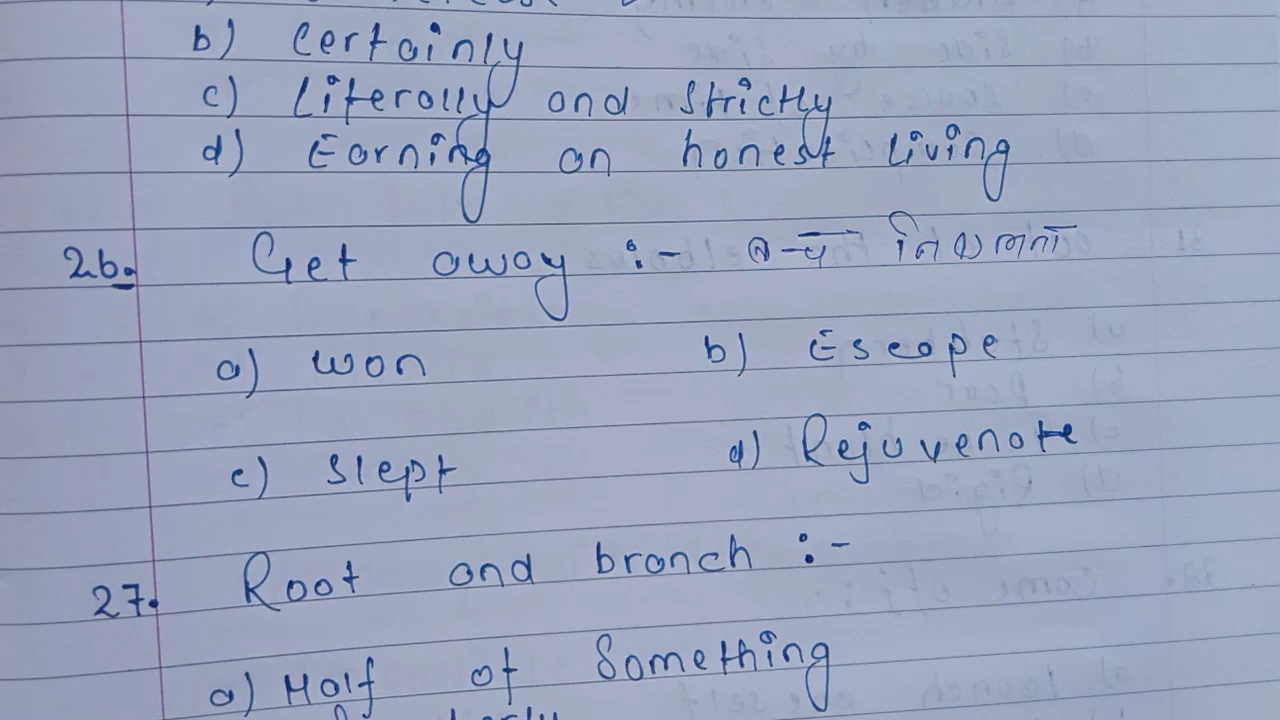 b) Certainly
c) Literally and strictly
d) Earning an honest living
26. Get away :- बच निकलना
a) won b) Escape
c) slept d) Rejuvenate
27. Root and branch :-
a) Half of Something